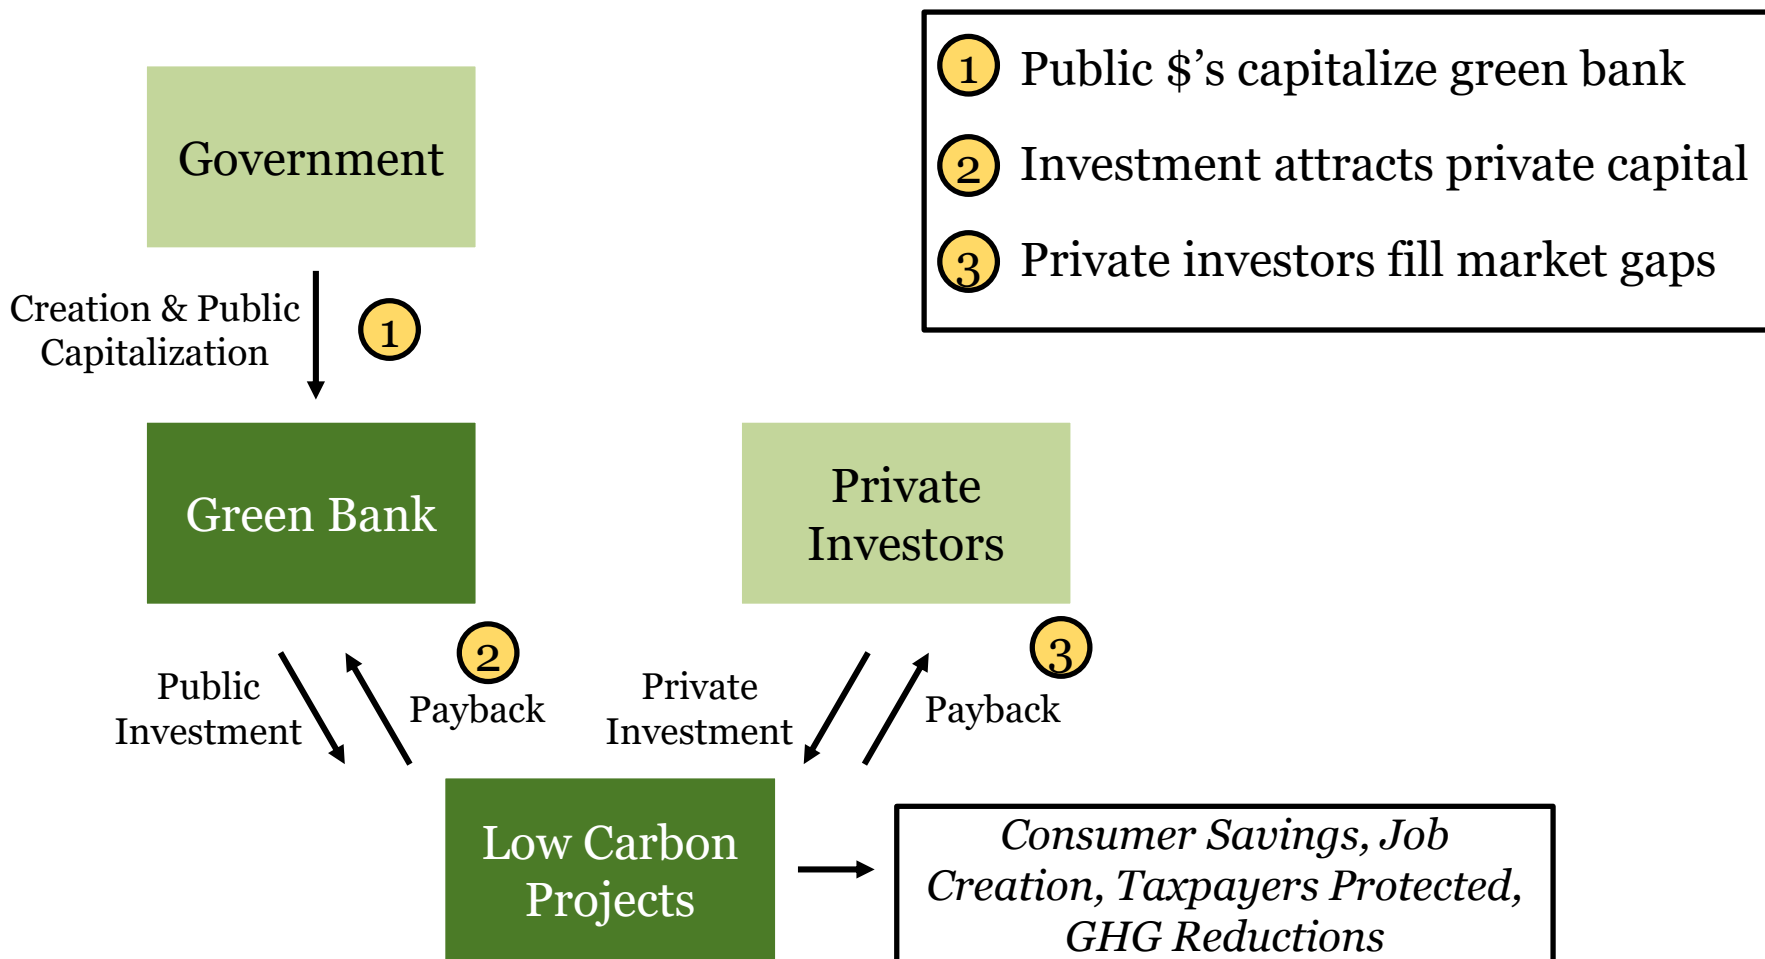 1 Public $’s capitalize green bank
2 Investment attracts private capital
3 Private investors fill market gaps
Government
Creation & Public
Capitalization
1
Green Bank
Private
Investors
2
3
Public
Investment
Payback
Private
Investment
Payback
Low Carbon
Projects
Consumer Savings, Job
Creation, Taxpayers Protected,
GHG Reductions